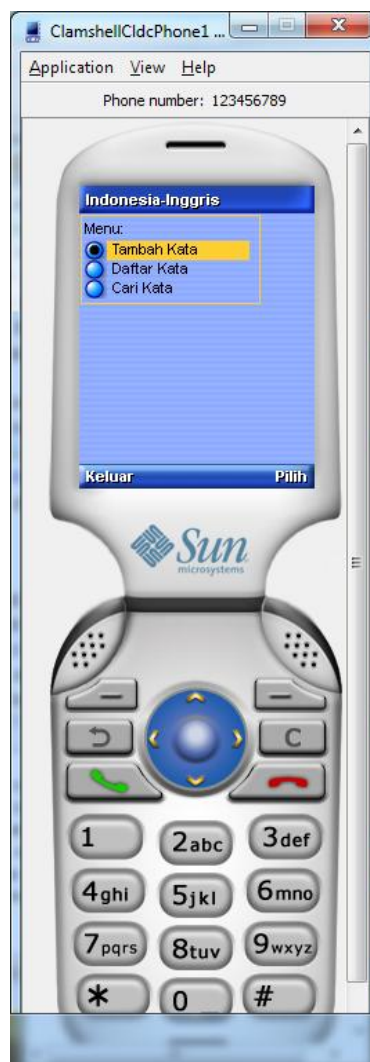 ClamshellCldcPhone1 ...
Application View Help
Phone number: 123456789
Indonesia-Inggris
Menu:
Tambah Kata
Daftar Kata
Cari Kata
Keluar Pilih
Sun
microsystems
C
1 2abc 3def
4ghi 5jkl 6mno
7pqrs 8tuv 9wxyz
* 0 #